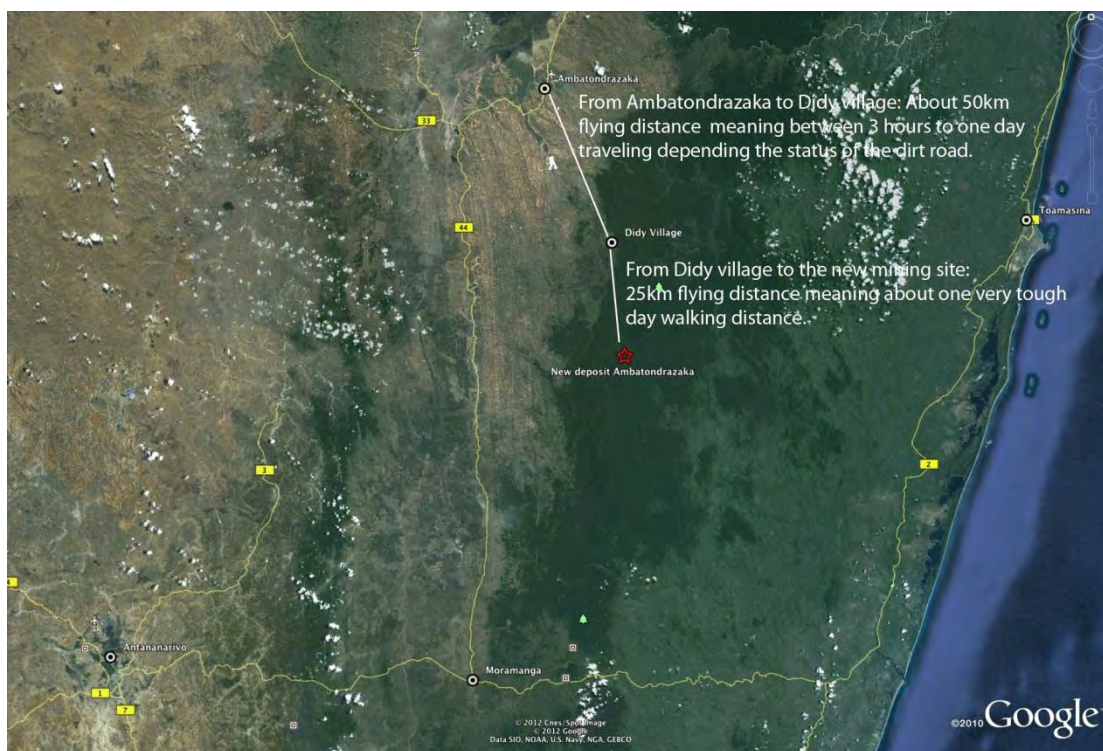 3A
Ambatondrazaka
From Ambatondrazaka to Didy village: About 50km
flying distance meaning between 3 hours to one day
traveling depending the status of the dirt road.
33
Toamasina
44
Didy Village
From Didy village to the new mining site:
25km flying distance meaning about one very tough
day walking distance.
New deposit Ambatondrazaka
3
2
4
Antananarivo
Moramanga
1
7
© 2012 Cnes/Spot Image
© 2012 Google
Data SIO, NOAA, U.S. Navy, NGA, GEBCO
©2010 Google